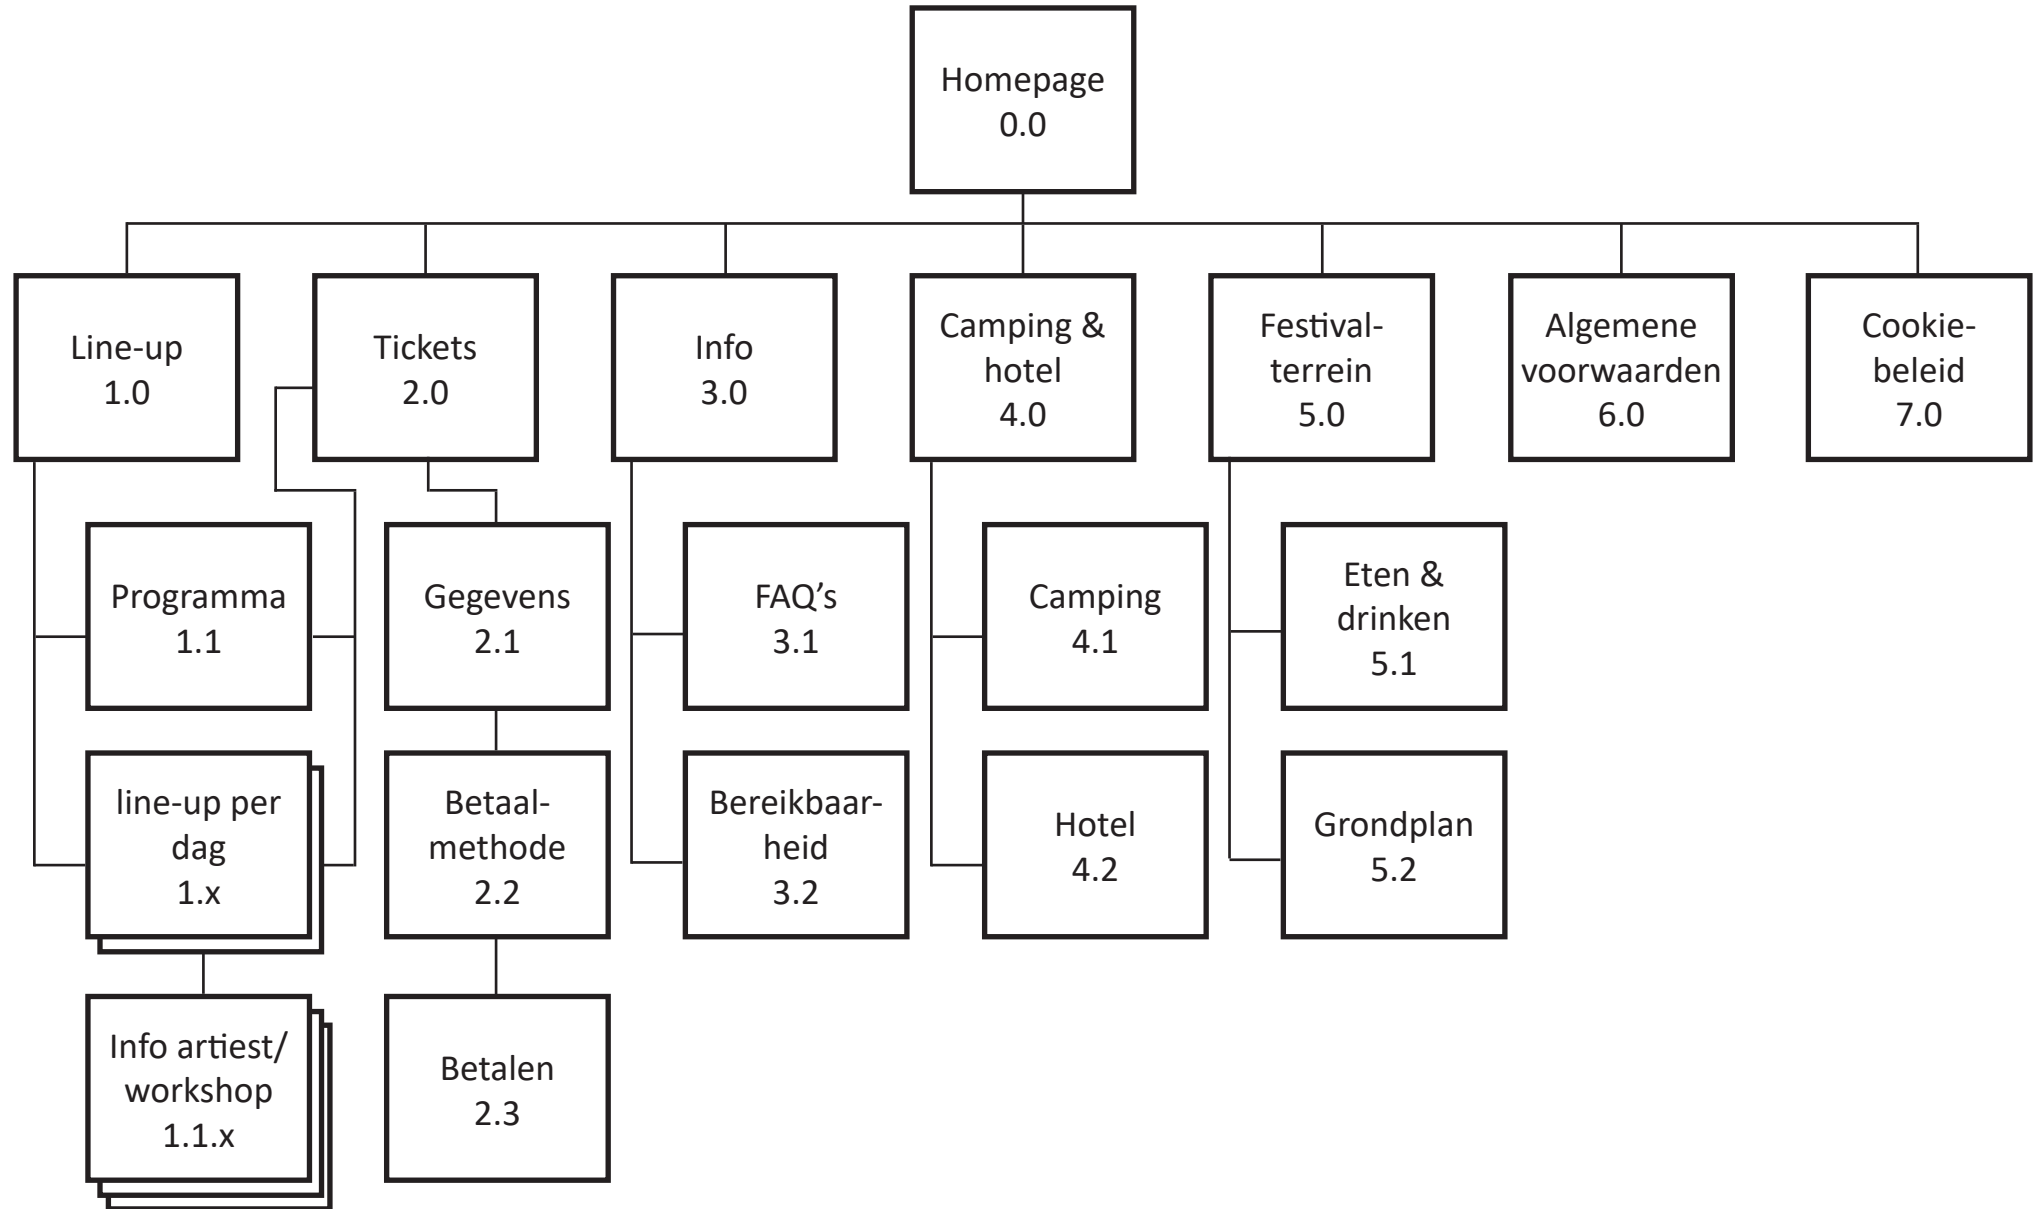 Homepage
0.0
Line-up
1.0
Tickets
2.0
Info
3.0
Camping &
hotel
4.0
Festival-
terrein
5.0
Algemene
voorwaarden
6.0
Cookie-
beleid
7.0
Programma
1.1
Gegevens
2.1
FAQ’s
3.1
Camping
4.1
Eten &
drinken
5.1
line-up per
dag
1.x
Betaal-
methode
2.2
Bereikbaar-
heid
3.2
Hotel
4.2
Grondplan
5.2
Info artiest/
workshop
1.1.x
Betalen
2.3